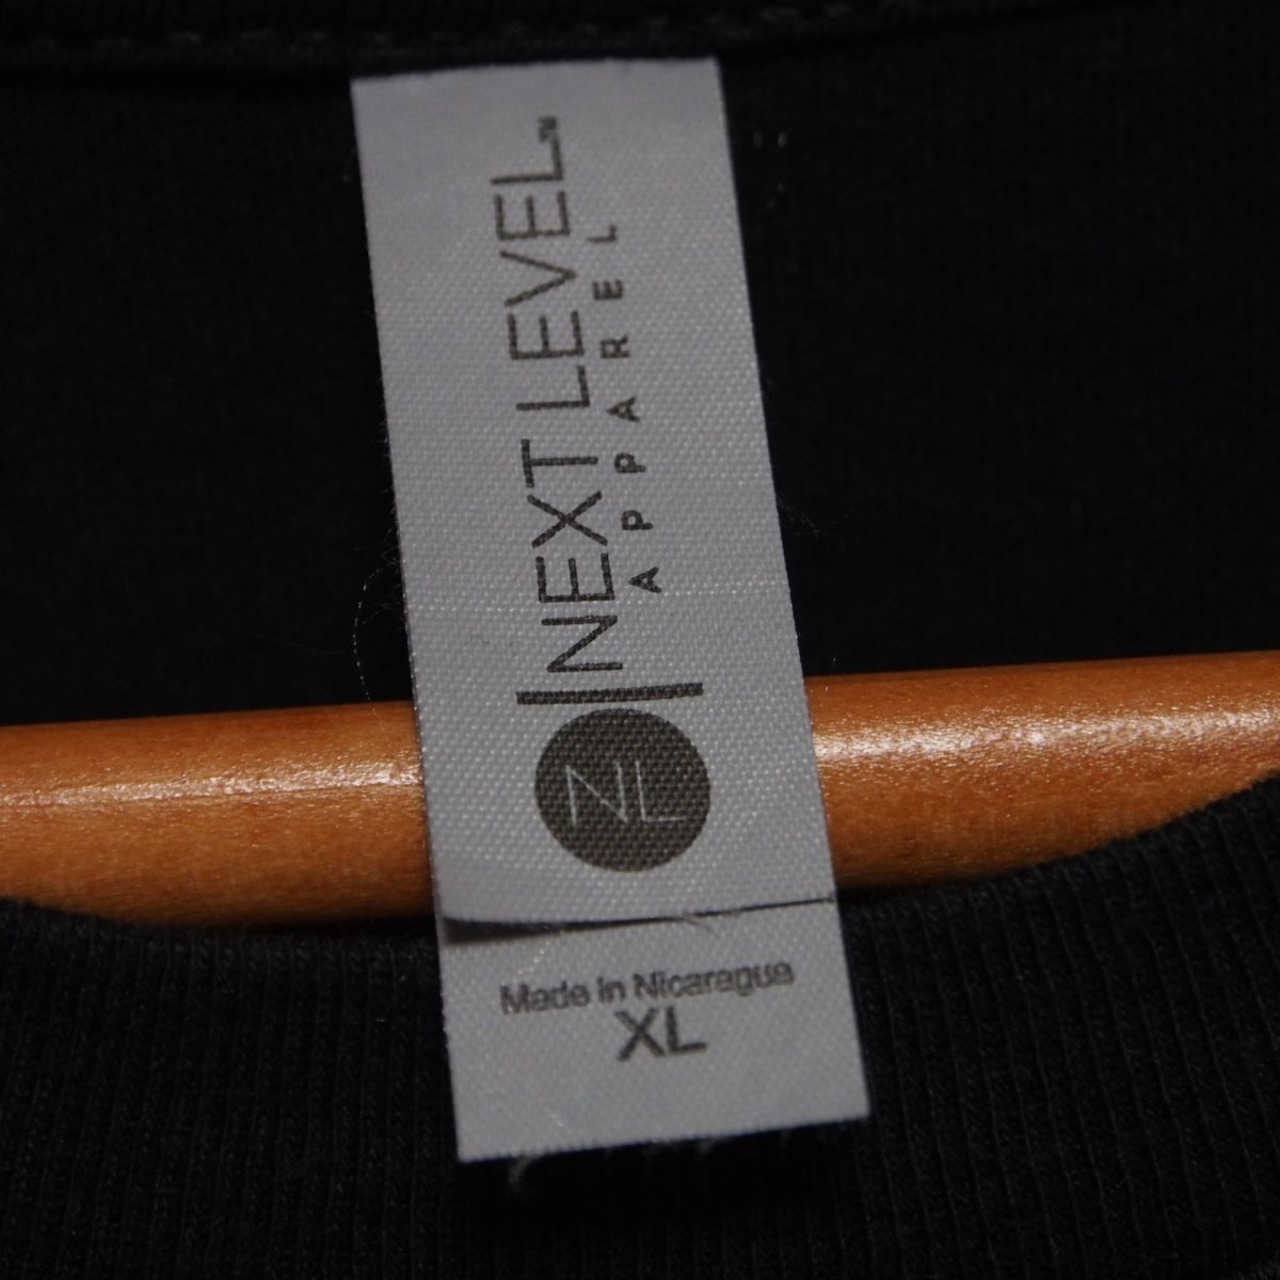 NEXT LEVEL™
APPAREL
NL
Made in Nicaragua
XL